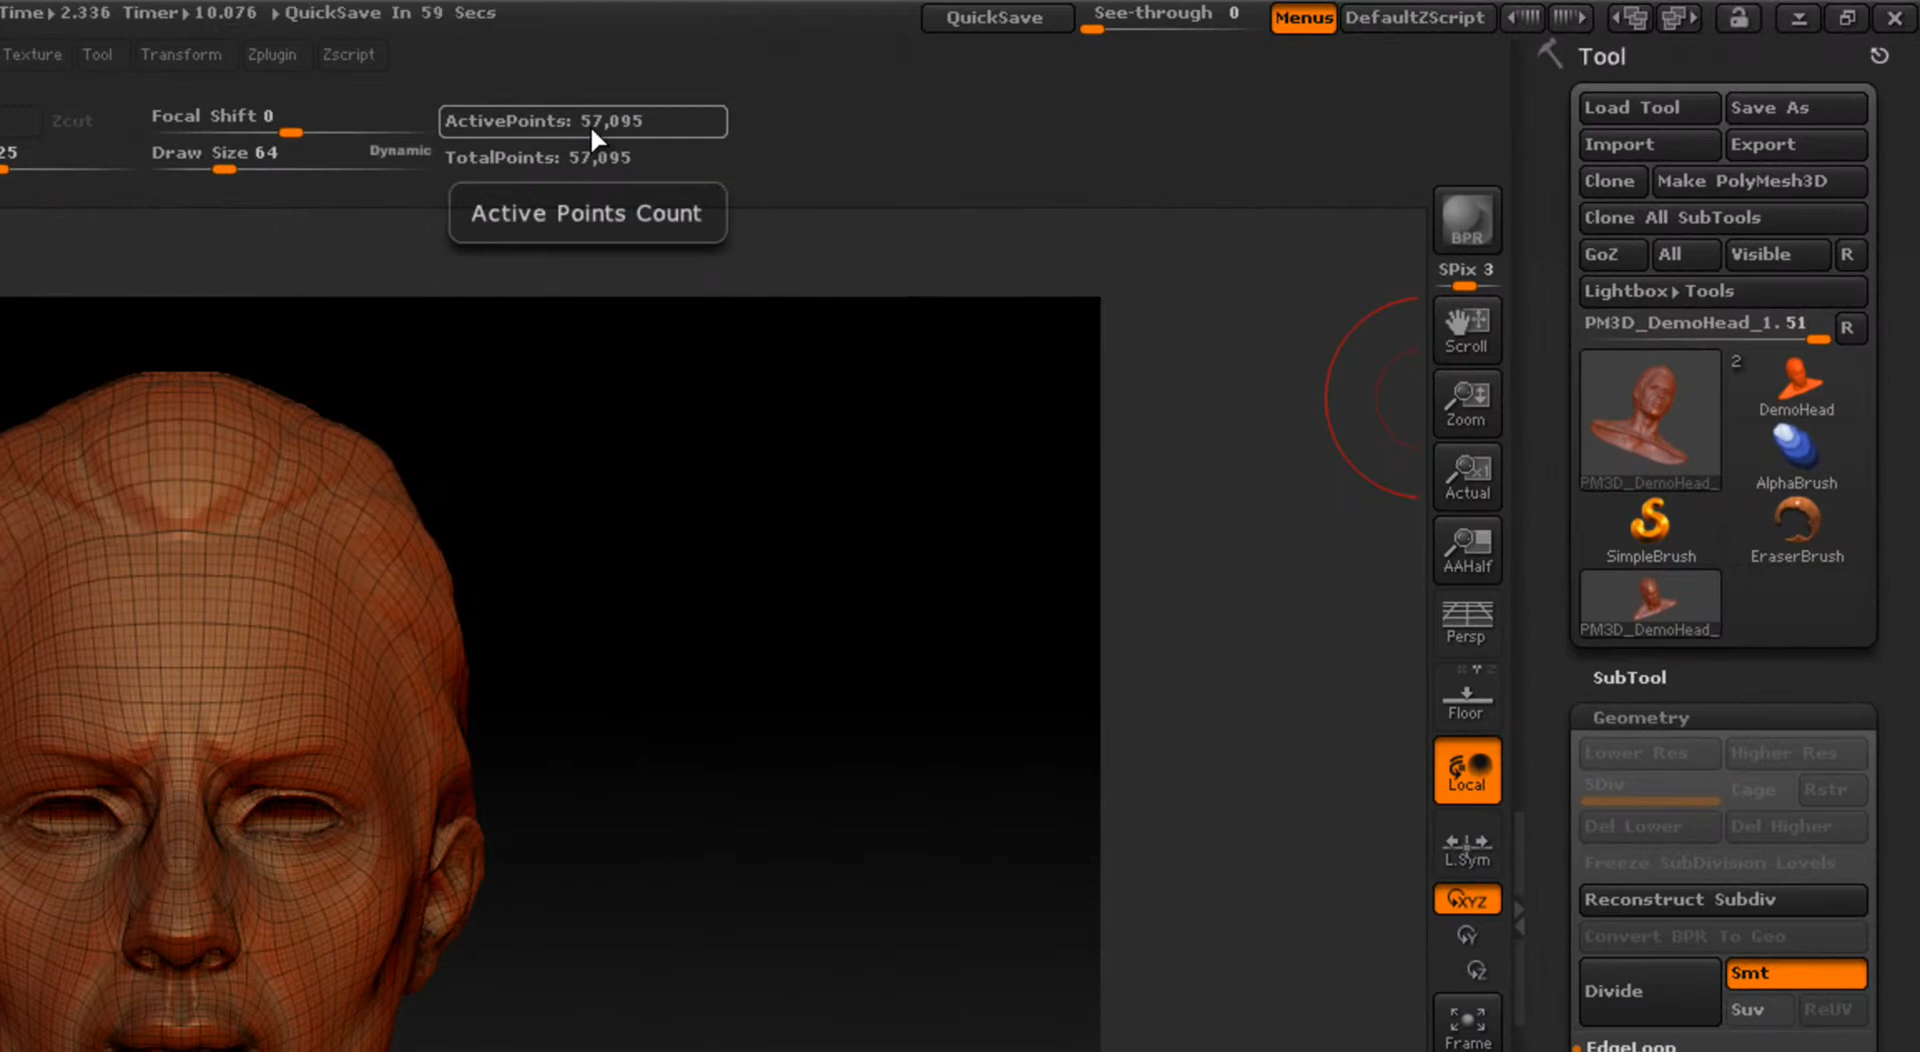 Time▸2.336 Timer▸10.076 ▸QuickSave In 59 Secs
QuickSave
See-through 0
Menus
DefaultZScript
Texture
Tool
Transform
Zplugin
Zscript
Zcut
Focal Shift 0
25
Draw Size 64
Dynamic
ActivePoints: 57,095
TotalPoints: 57,095
Active Points Count
BPR
SPix 3
Scroll
Zoom
Actual
AAHalf
Persp
Floor
Local
L.Sym
XYZ
Y
Z
Frame
Tool
Load Tool
Save As
Import
Export
Clone
Make PolyMesh3D
Clone All SubTools
GoZ
All
Visible
R
Lightbox▸Tools
PM3D_DemoHead_1. 51
R
2
PM3D_DemoHead_
DemoHead
AlphaBrush
SimpleBrush
EraserBrush
PM3D_DemoHead_
SubTool
Geometry
Lower Res
Higher Res
SDiv
Cage
Rstr
Del Lower
Del Higher
Freeze SubDivision Levels
Reconstruct Subdiv
Convert BPR To Geo
Divide
Smt
Suv
ReUV
EdgeLoop